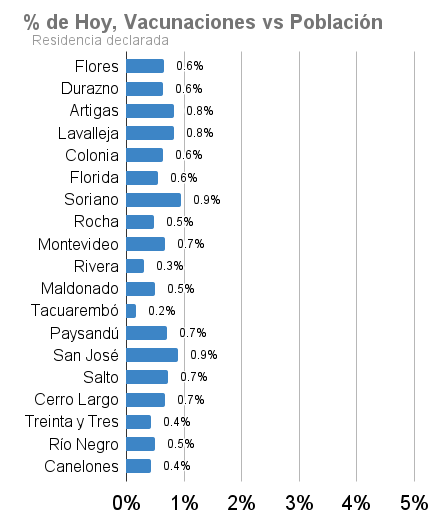 % de Hoy, Vacunaciones vs Población
Residencia declarada
Flores 0.6%
Durazno 0.6%
Artigas 0.8%
Lavalleja 0.8%
Colonia 0.6%
Florida 0.6%
Soriano 0.9%
Rocha 0.5%
Montevideo 0.7%
Rivera 0.3%
Maldonado 0.5%
Tacuarembó 0.2%
Paysandú 0.7%
San José 0.9%
Salto 0.7%
Cerro Largo 0.7%
Treinta y Tres 0.4%
Río Negro 0.5%
Canelones 0.4%
0% 1% 2% 3% 4% 5%